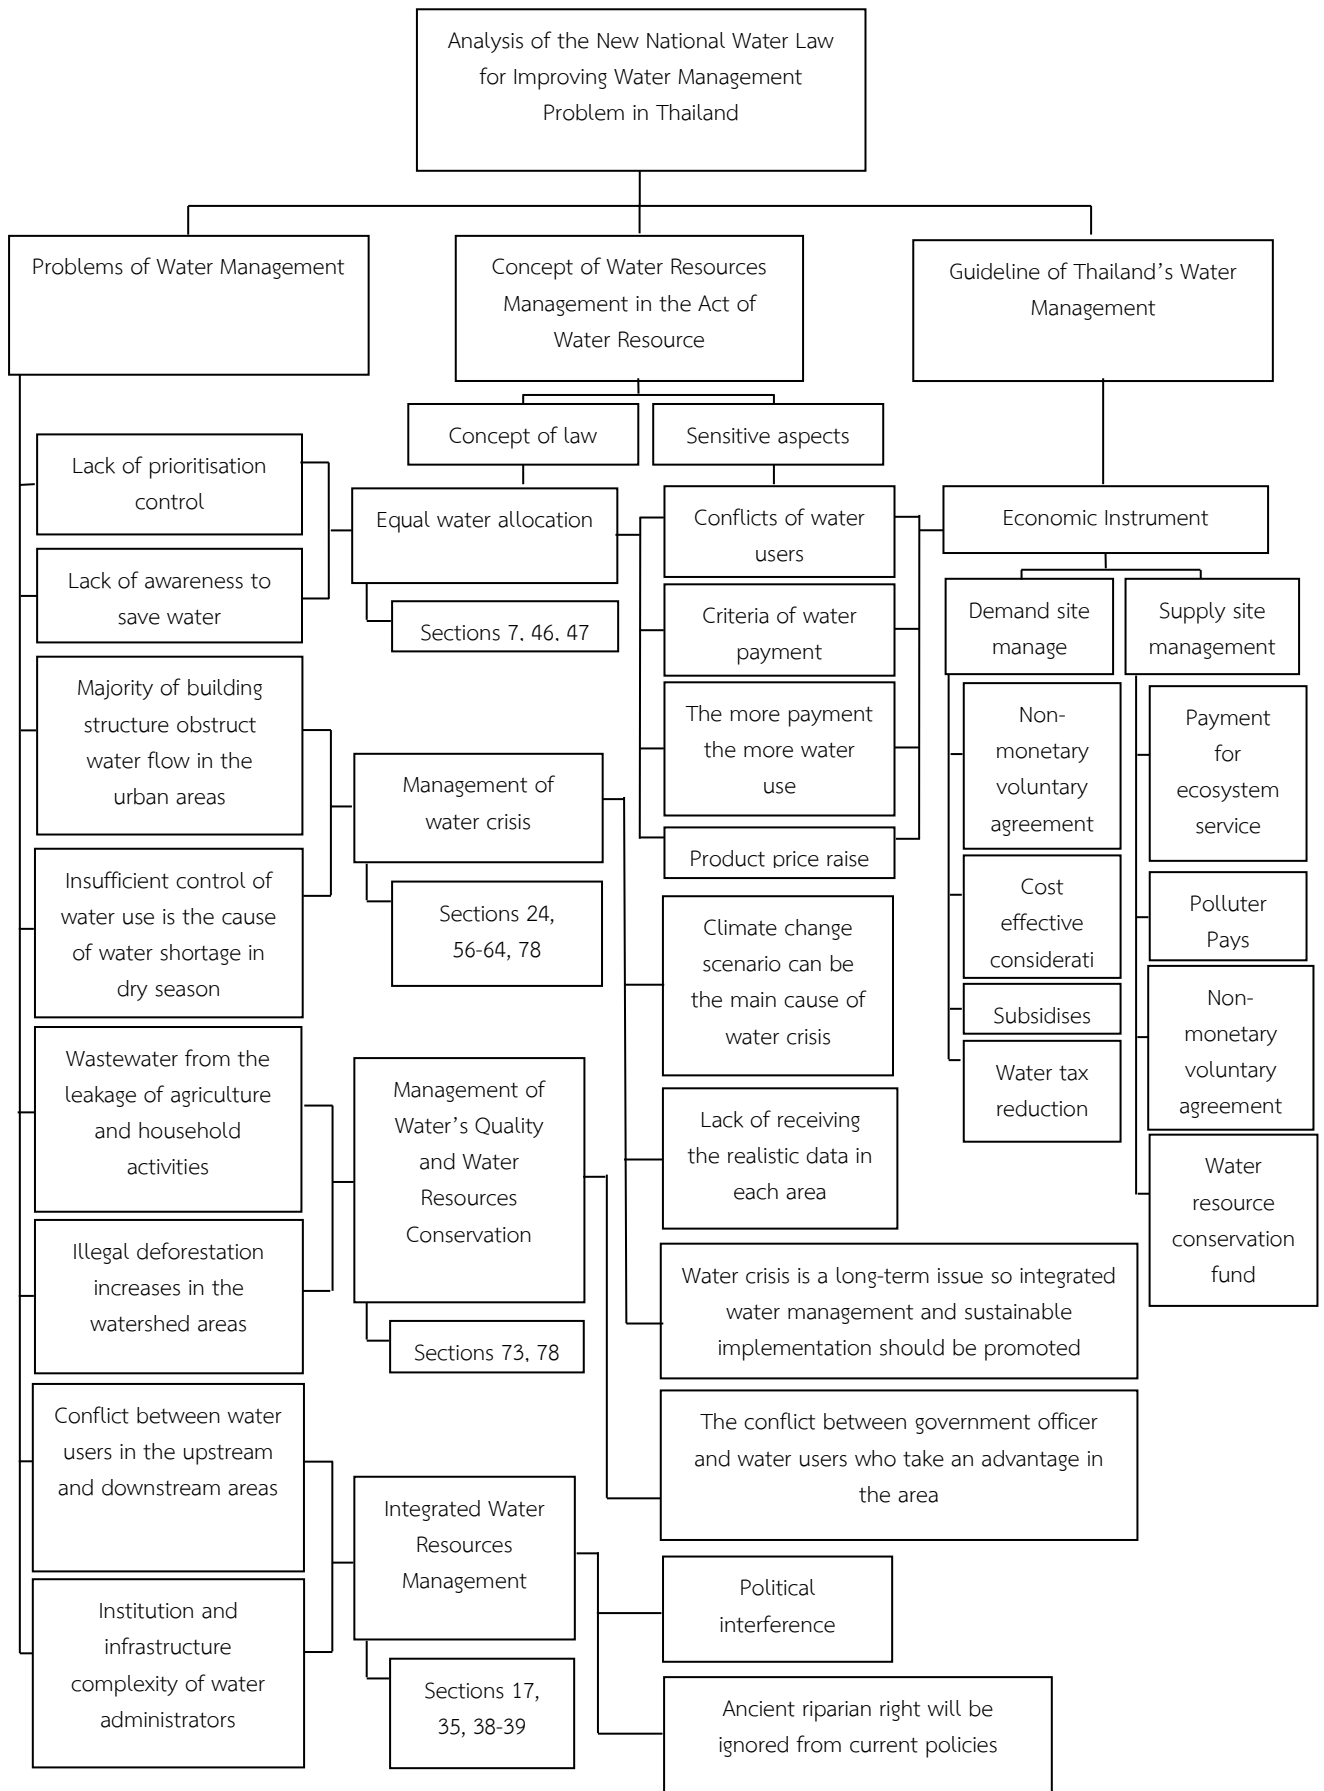 Analysis of the New National Water Law
for Improving Water Management
Problem in Thailand
Problems of Water Management
Concept of Water Resources
Management in the Act of
Water Resource
Guideline of Thailand's Water
Management
Concept of law
Sensitive aspects
Lack of prioritisation
control
Lack of awareness to
save water
Majority of building
structure obstruct
water flow in the
urban areas
Insufficient control of
water use is the cause
of water shortage in
dry season
Wastewater from the
leakage of agriculture
and household
activities
Illegal deforestation
increases in the
watershed areas
Conflict between water
users in the upstream
and downstream areas
Institution and
infrastructure
complexity of water
administrators
Equal water allocation
Sections 7, 46, 47
Management of
water crisis
Sections 24,
56-64, 78
Management of
Water's Quality
and Water
Resources
Conservation
Sections 73, 78
Integrated Water
Resources
Management
Sections 17,
35, 38-39
Conflicts of water
users
Criteria of water
payment
The more payment
the more water
use
Product price raise
Climate change
scenario can be
the main cause of
water crisis
Lack of receiving
the realistic data in
each area
Water crisis is a long-term issue so integrated
water management and sustainable
implementation should be promoted
The conflict between government officer
and water users who take an advantage in
the area
Political
interference
Ancient riparian right will be
ignored from current policies
Economic Instrument
Demand site
manage
Supply site
management
Non-
monetary
voluntary
agreement
Cost
effective
considerati
Subsidises
Water tax
reduction
Payment
for
ecosystem
service
Polluter
Pays
Non-
monetary
voluntary
agreement
Water
resource
conservation
fund